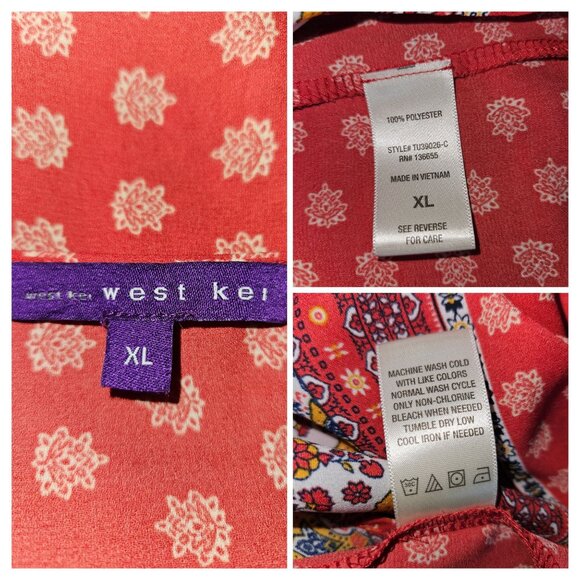 west kei west kei
XL
100% POLYESTER
STYLE# TU39026-C
RN# 136655
MADE IN VIETNAM
XL
SEE REVERSE
FOR CARE
MACHINE WASH COLD
WITH LIKE COLORS
NORMAL WASH CYCLE
ONLY NON-CHLORINE
BLEACH WHEN NEEDED
TUMBLE DRY LOW
COOL IRON IF NEEDED
30C